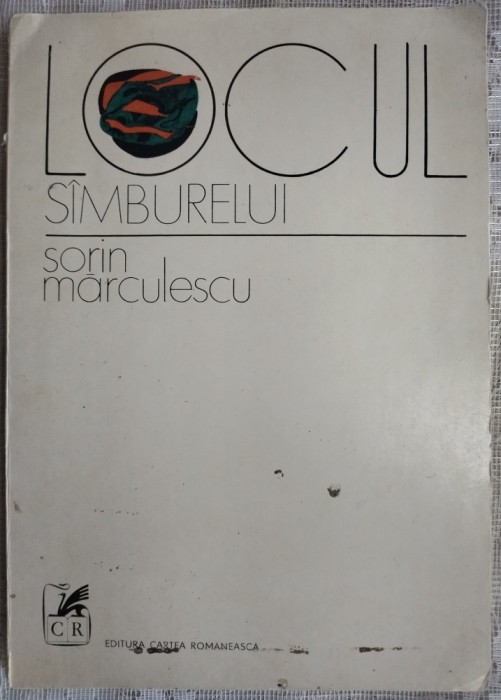 LOCUL
SÎMBURELUI
sorin
mărculescu
CR
EDITURA CARTEA ROMANEASCA